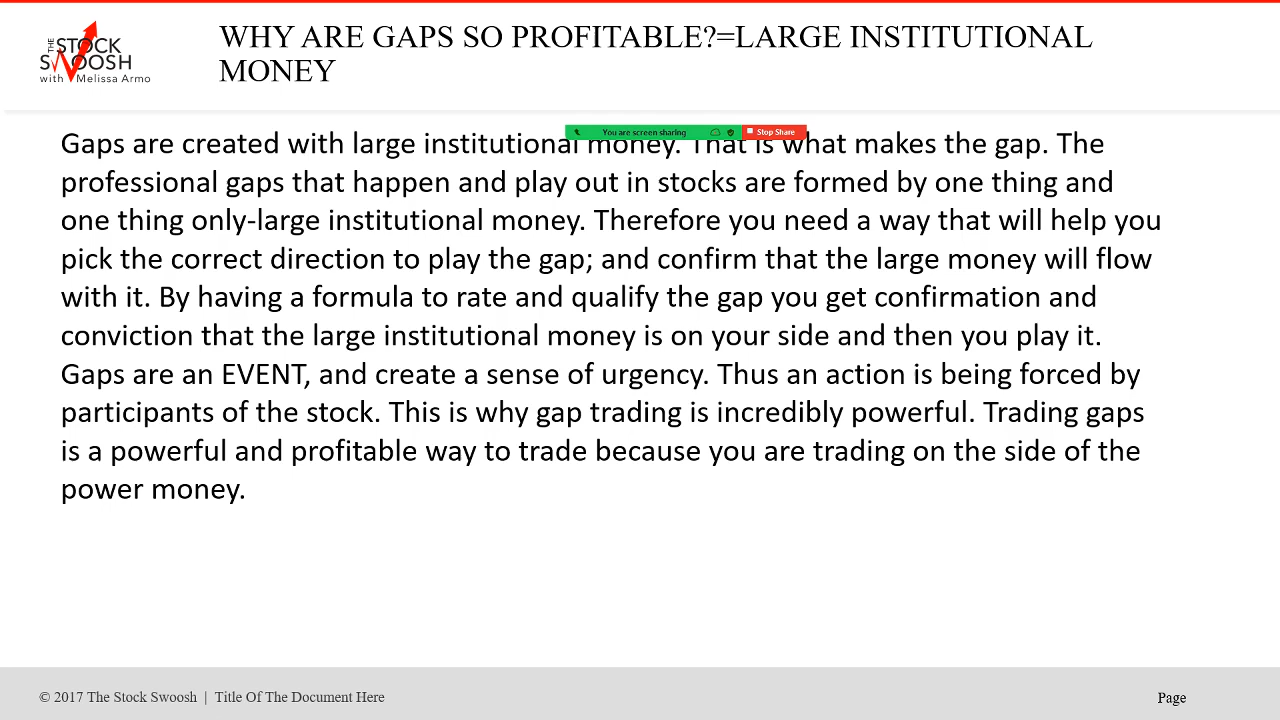 THE
STOCK
SWOOSH
with Melissa Armo
WHY ARE GAPS SO PROFITABLE?=LARGE INSTITUTIONAL
MONEY
You are screen sharing
Stop Share
Gaps are created with large institutional money. That is what makes the gap. The
professional gaps that happen and play out in stocks are formed by one thing and
one thing only-large institutional money. Therefore you need a way that will help you
pick the correct direction to play the gap; and confirm that the large money will flow
with it. By having a formula to rate and qualify the gap you get confirmation and
conviction that the large institutional money is on your side and then you play it.
Gaps are an EVENT, and create a sense of urgency. Thus an action is being forced by
participants of the stock. This is why gap trading is incredibly powerful. Trading gaps
is a powerful and profitable way to trade because you are trading on the side of the
power money.
© 2017 The Stock Swoosh | Title Of The Document Here
Page